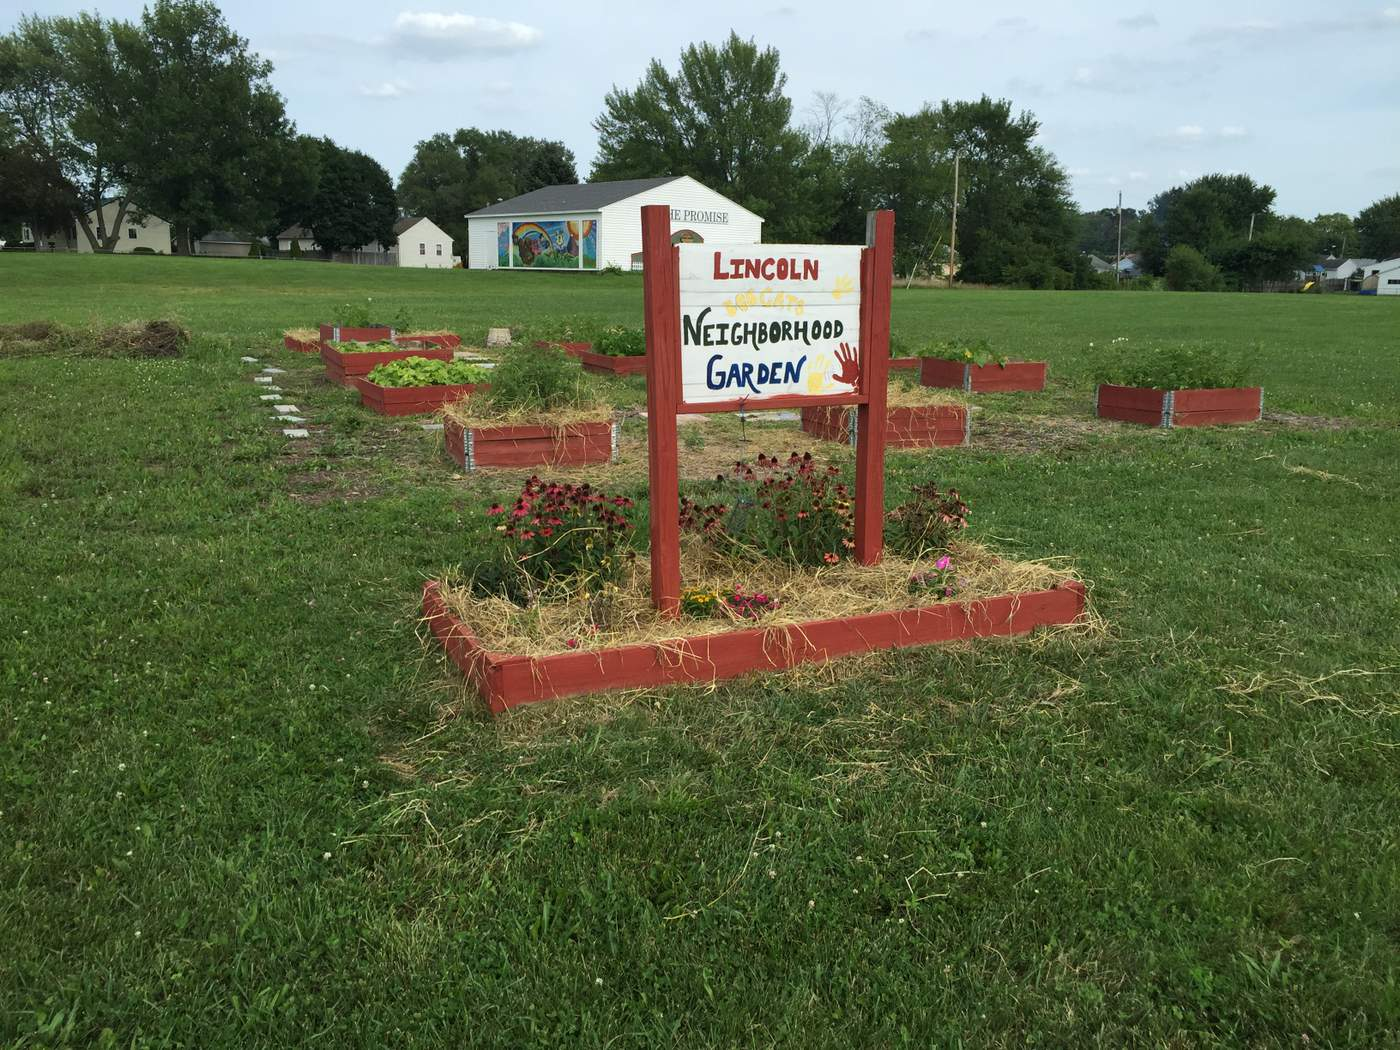 THE PROMISE
LINCOLN
BOBCATS
NEIGHBORHOOD
GARDEN